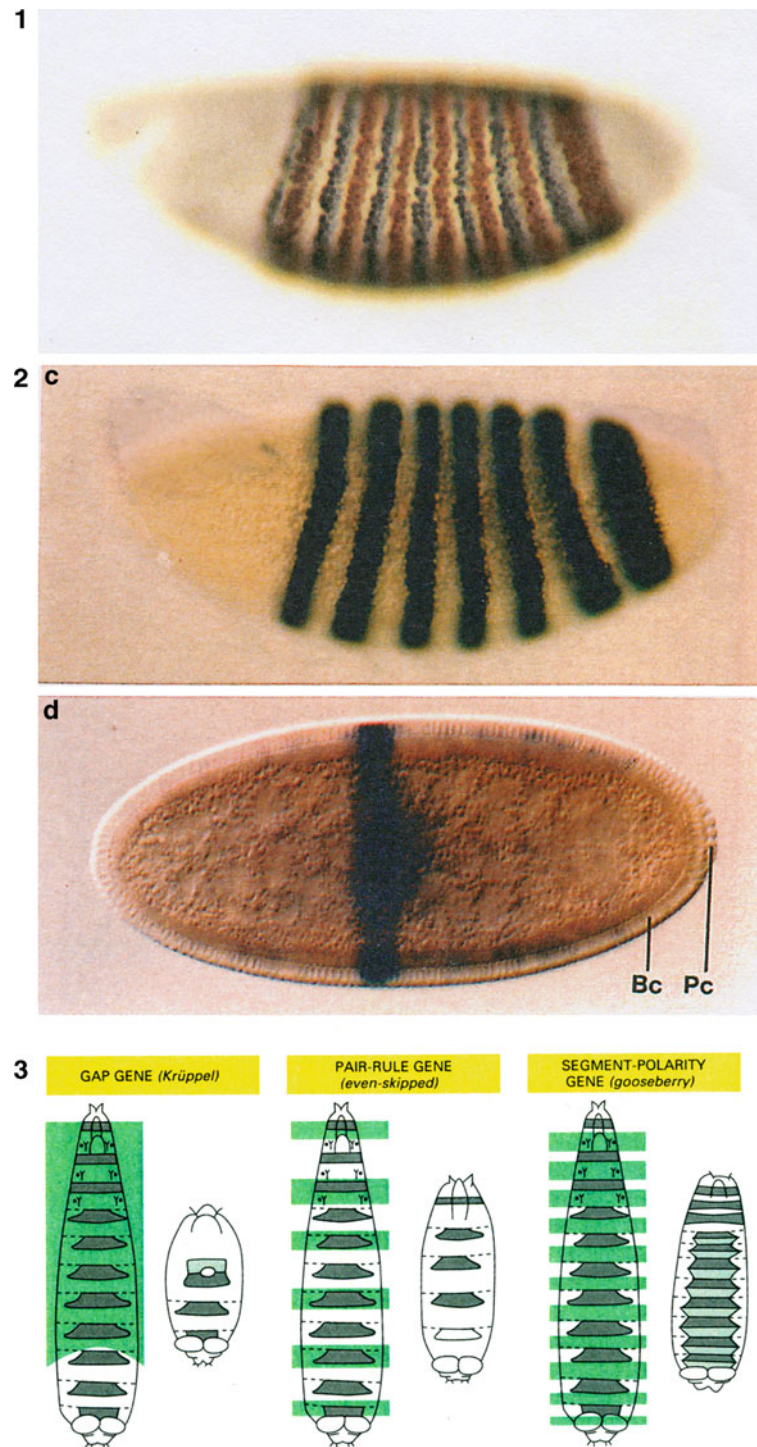 1
2 c
d
Bc Pc
3
GAP GENE (Krüppel)
PAIR-RULE GENE
(even-skipped)
SEGMENT-POLARITY
GENE (gooseberry)